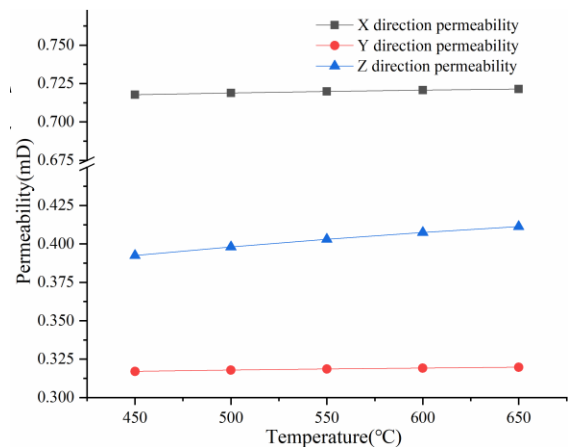 X direction permeability
Y direction permeability
Z direction permeability
0.750
0.725
0.700
0.675
0.425
0.400
0.375
0.350
0.325
0.300
Permeability(mD)
450 500 550 600 650
Temperature(℃)